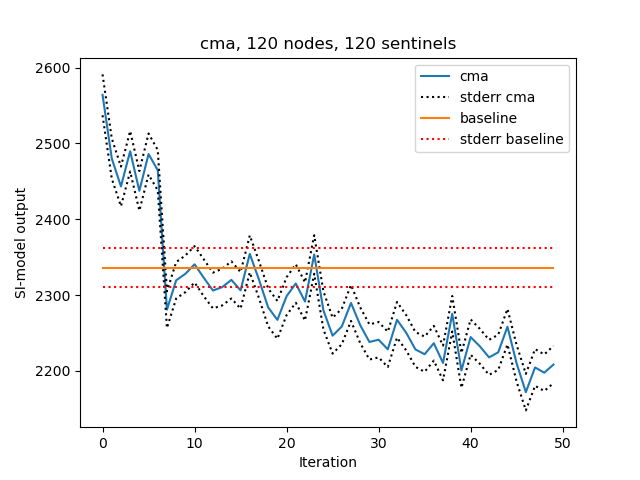 cma, 120 nodes, 120 sentinels
2600
2500
2400
2300
2200
SI-model output
cma
stderr cma
baseline
stderr baseline
0
10
20
30
40
50
Iteration